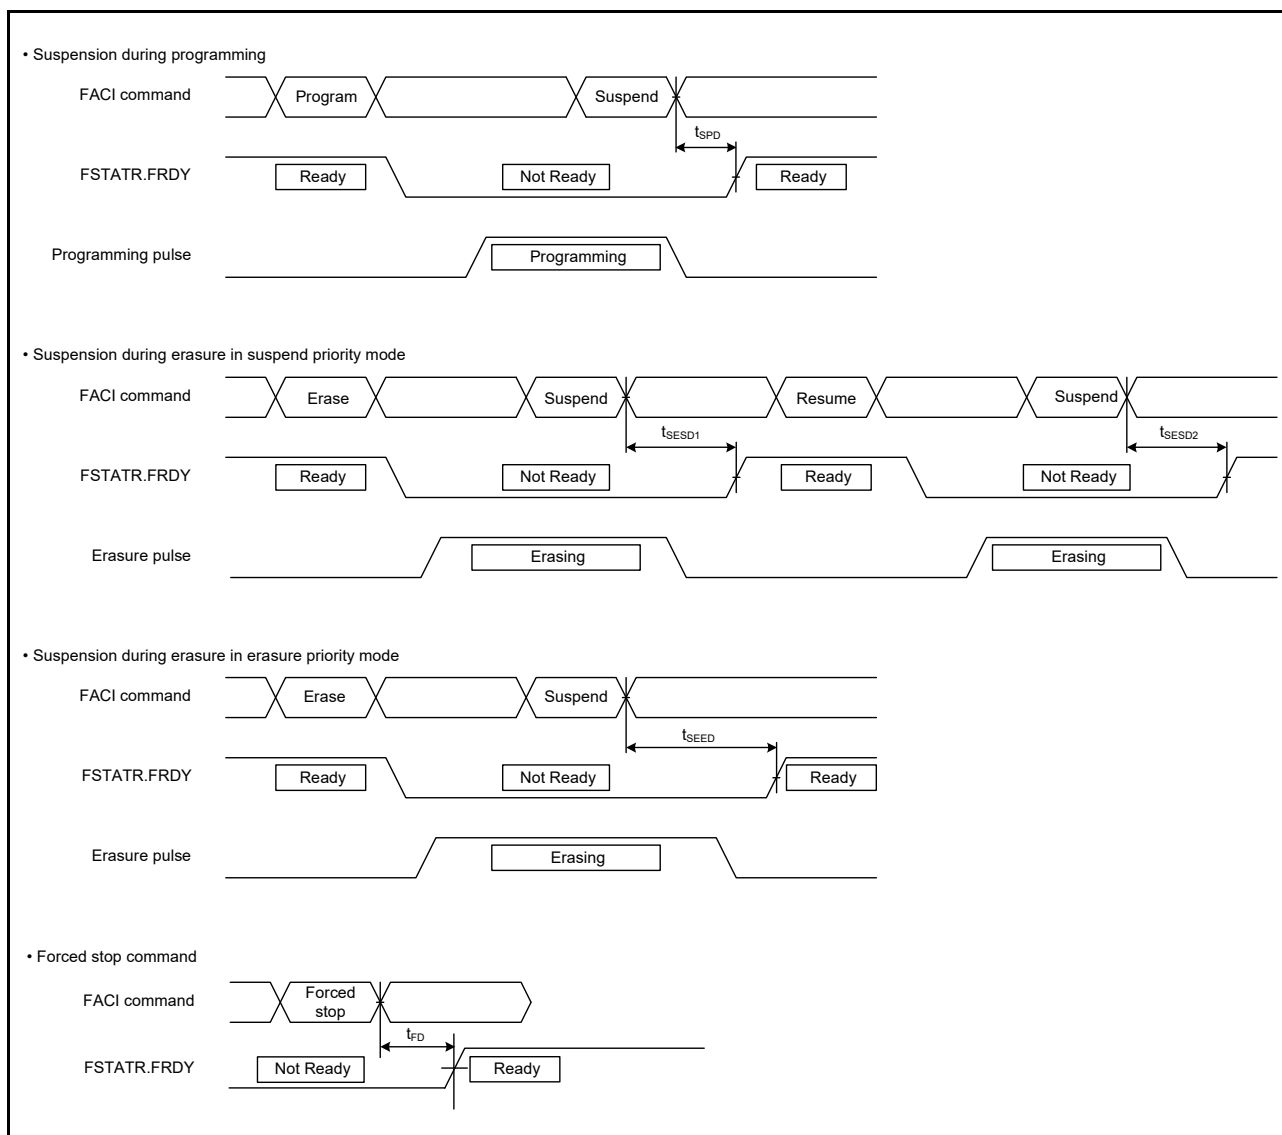 • Suspension during programming
FACI command
Program
Suspend
tSPD
FSTATR.FRDY
Ready
Not Ready
Ready
Programming pulse
Programming
• Suspension during erasure in suspend priority mode
FACI command
Erase
Suspend
Resume
Suspend
tSESD1
tSESD2
FSTATR.FRDY
Ready
Not Ready
Ready
Not Ready
Erasure pulse
Erasing
Erasing
• Suspension during erasure in erasure priority mode
FACI command
Erase
Suspend
tSEED
FSTATR.FRDY
Ready
Not Ready
Ready
Erasure pulse
Erasing
• Forced stop command
FACI command
Forced
stop
tFD
FSTATR.FRDY
Not Ready
Ready